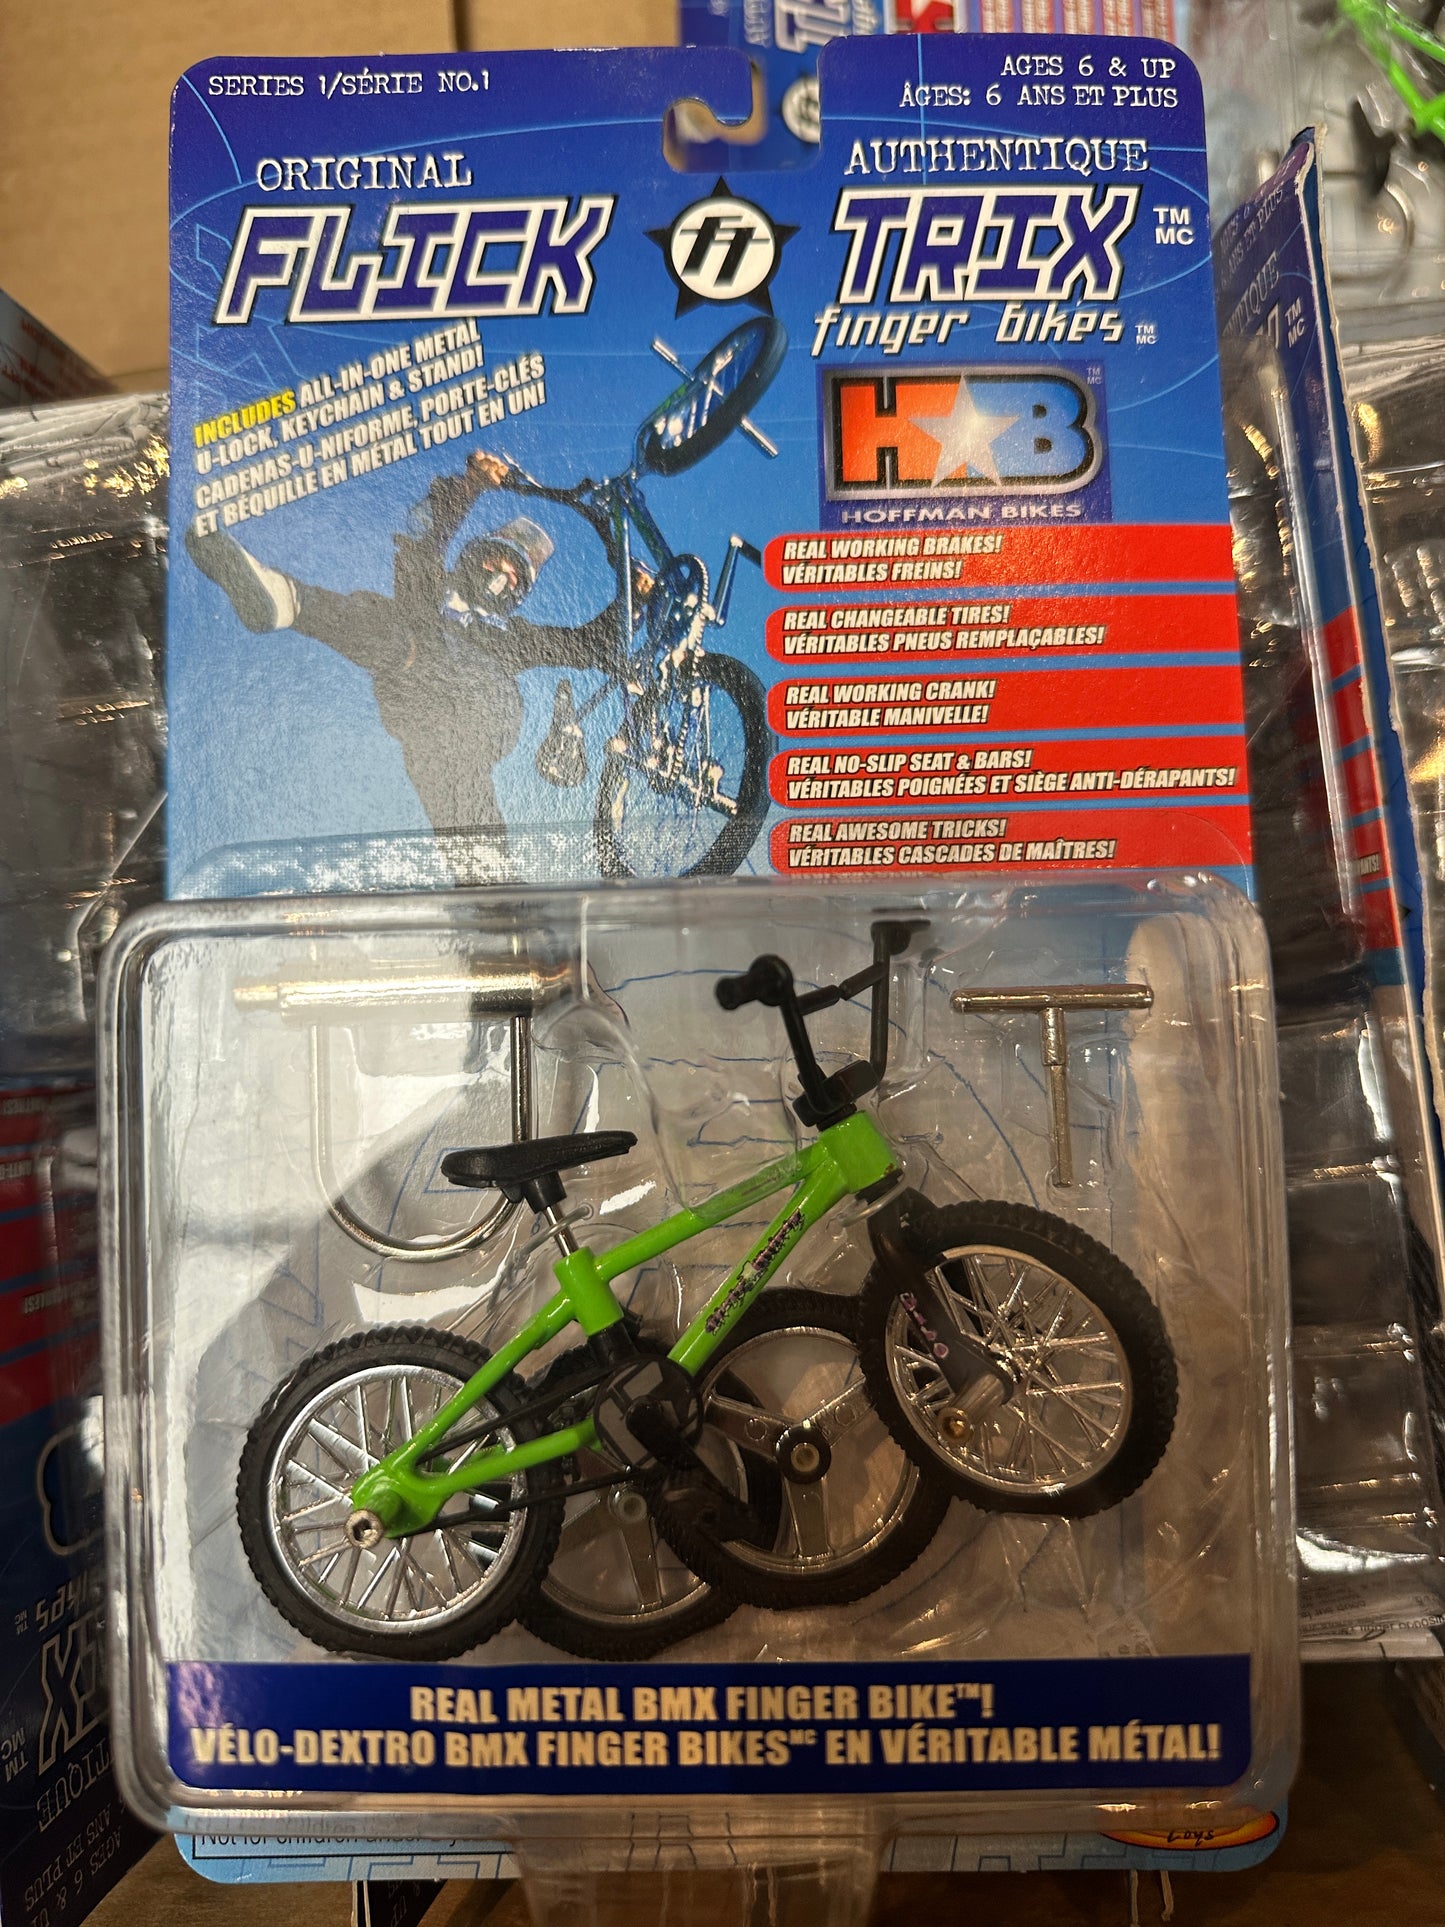 SERIES 1/SÉRIE NO.1
AGES 6 & UP
ÂGES: 6 ANS ET PLUS
ORIGINAL
AUTHENTIQUE
FLICK
TRIX
TM
MC
finger bikes
TM
MC
INCLUDES ALL-IN-ONE METAL
U-LOCK, KEYCHAIN & STAND!
CADENAS-U-NIFORME, PORTE-CLÉS
ET BÉQUILLE EN MÉTAL TOUT EN UN!
HB
TM
MC
HOFFMAN BIKES
REAL WORKING BRAKES!
VÉRITABLES FREINS!
REAL CHANGEABLE TIRES!
VÉRITABLES PNEUS REMPLAÇABLES!
REAL WORKING CRANK!
VÉRITABLE MANIVELLE!
REAL NO-SLIP SEAT & BARS!
VÉRITABLES POIGNÉES ET SIÈGE ANTI-DÉRAPANTS!
REAL AWESOME TRICKS!
VÉRITABLES CASCADES DE MAÎTRES!
REAL METAL BMX FINGER BIKE™!
VÉLO-DEXTRO BMX FINGER BIKES MC EN VÉRITABLE MÉTAL!
Not for children under
toys